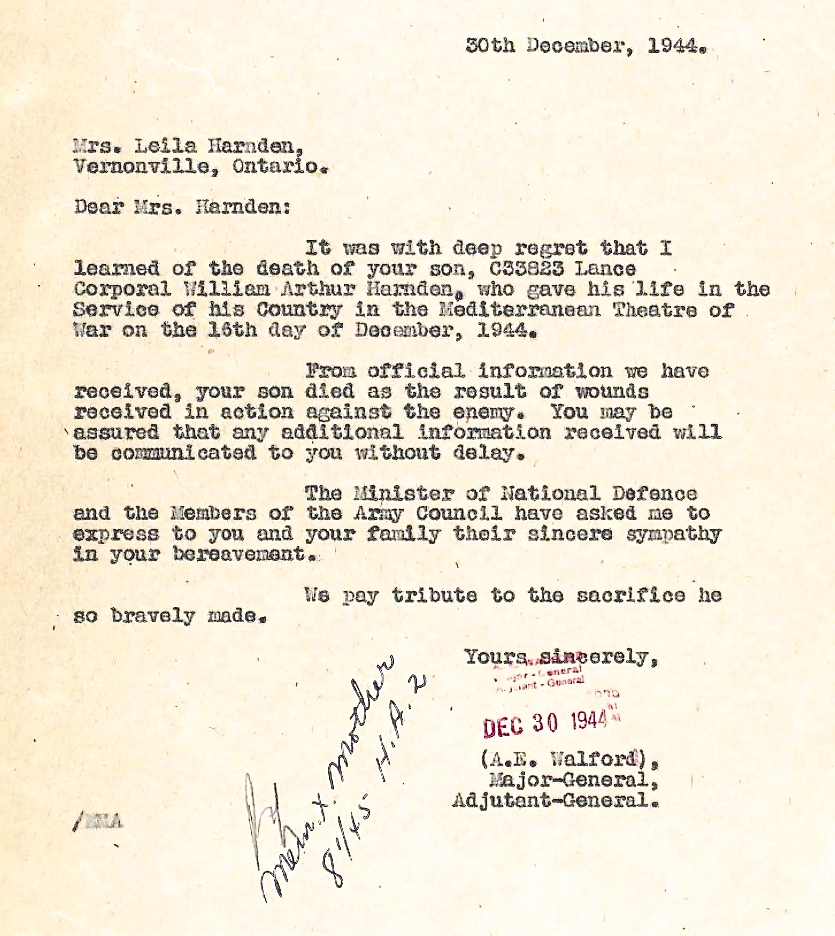 30th December, 1944.
Mrs. Leila Harnden,
Vernonville, Ontario.
Dear Mrs. Harnden:
It was with deep regret that I
learned of the death of your son, C33823 Lance
Corporal William Arthur Harnden, who gave his life in the
Service of his Country in the Mediterranean Theatre of
War on the 16th day of December, 1944.
From official information we have
received, your son died as the result of wounds
received in action against the enemy. You may be
assured that any additional information received will
be communicated to you without delay.
The Minister of National Defence
and the Members of the Army Council have asked me to
express to you and your family their sincere sympathy
in your bereavement.
We pay tribute to the sacrifice he
so bravely made.
Yours sincerely,
Major - General
Adjutant - General
DEC 30 1944
(A.E. Walford),
Major-General,
Adjutant-General.
Mem X. Mother
H.A. 2